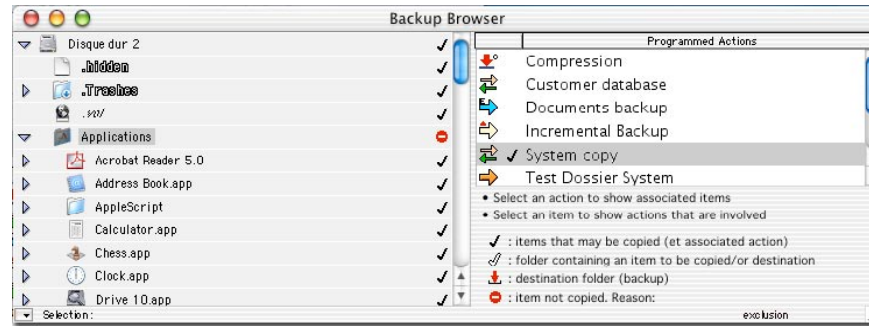 Backup Browser
Disque dur 2
.hidden
.Trashes
.vol
Applications
Acrobat Reader 5.0
Address Book.app
AppleScript
Calculator.app
Chess.app
Clock.app
Drive 10.app
Selection:
Programmed Actions
Compression
Customer database
Documents backup
Incremental Backup
✓ System copy
Test Dossier System
• Select an action to show associated items
• Select an item to show actions that are involved
✓ : items that may be copied (et associated action)
: folder containing an item to be copied/or destination
: destination folder (backup)
: item not copied. Reason:
exclusion